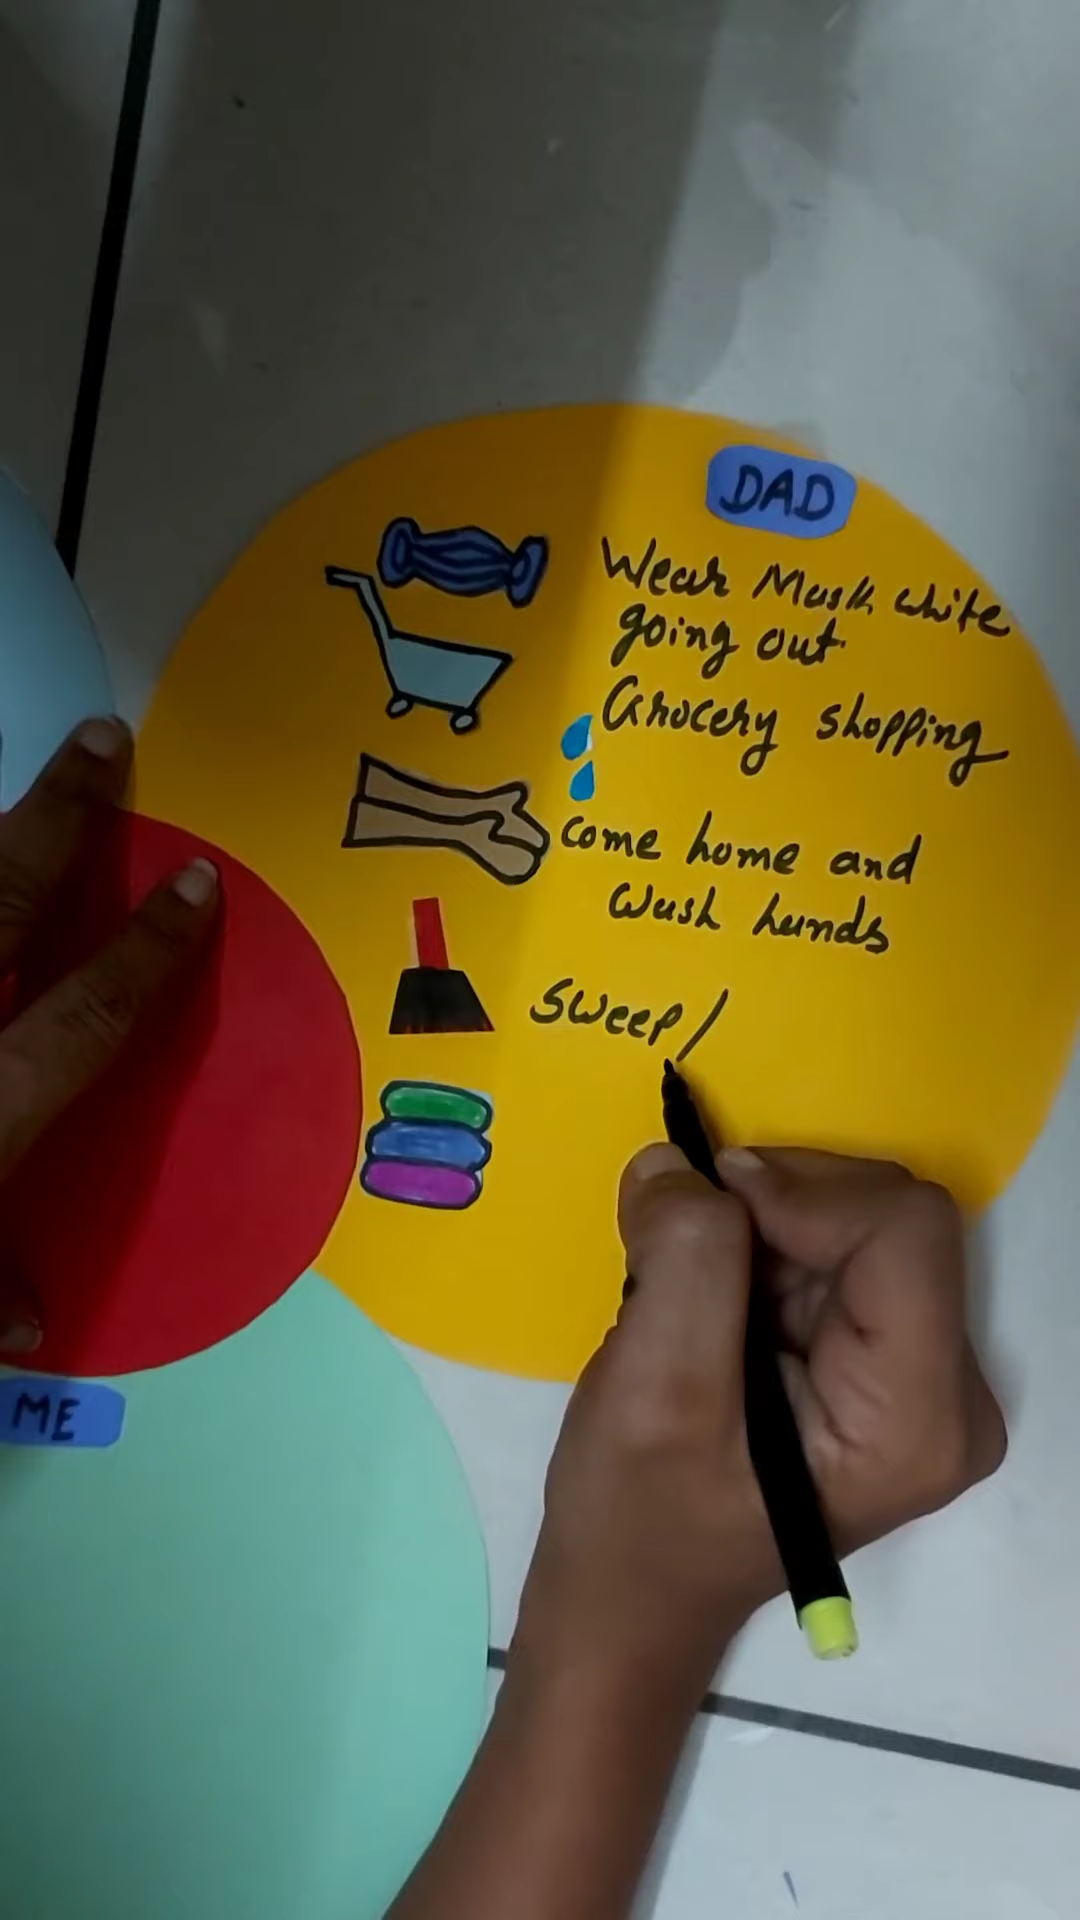 DAD
Wear Mask while
going out.
Grocery shopping
come home and
Wash hands
Sweep/
ME